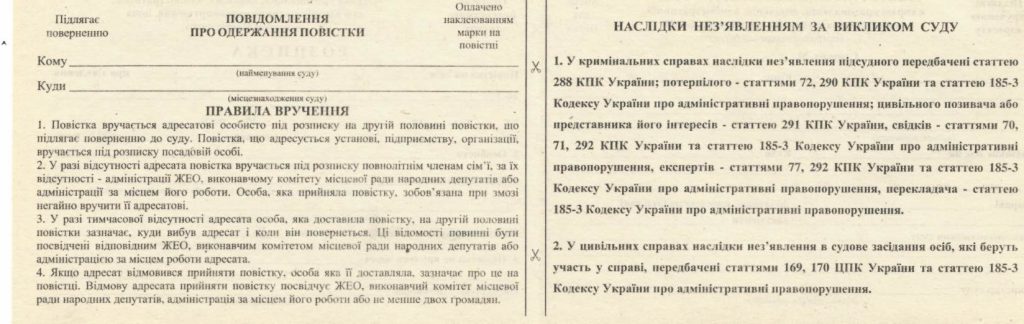 Підлягає поверненню
ПОВІДОМЛЕННЯ ПРО ОДЕРЖАННЯ ПОВІСТКИ
Оплачено наклеюванням марки на повістні
Кому
(найменування суду)
Куди
(місцезнаходження суду)
ПРАВИЛА ВРУЧЕННЯ
1. Повістка вручається адресатові особисто під розписку на другій половині повістки, що
підлягає поверненню до суду. Повістка, що адресується установі, підприємству, організації,
вручається під розписку посадовій особі.
2. У разі відсутності адресата повістка вручається під розписку повнолітнім членам сім'ї, за їх
відсутності - адміністрації ЖЕО, виконавчому комітету місцевої ради народних депутатів або
адміністрації за місцем його роботи. Особа, яка прийняла повістку, зобов'язана при змозі
негайно вручити її адресатові.
3. У разі тимчасової відсутності адресата особа, яка доставила повістку, на другій половині
повістки зазначає, куди вибув адресат і коли він повернеться. Ці відомості повинні бути
посвідчені відповідним ЖЕО, виконавчим комітетом місцевої ради народних депутатів або
адміністрацією за місцем роботи адресата.
4. Якщо адресат відмовився прийняти повістку, особа яка її доставляла, зазначає про це на
повістці. Відмову адресата прийняти повістку посвідчує ЖЕО, виконавчий комітет місцевої
ради народних депутатів, адміністрація за місцем його роботи або не менше двох громадян.
НАСЛІДКИ НЕЗ'ЯВЛЕННЯМ ЗА ВИКЛИКОМ СУДУ
1. У кримінальних справах наслідки нез'явлення підсудного передбачені статтею
288 КПК України; потерпілого - статтями 72, 290 КПК України та статтею 185-3
Кодексу України про адміністративні правопорушення; цивільного позивача або
представника його інтересів - статтею 291 КПК України, свідків - статтями 70,
71, 292 КПК України та статтею 185-3 Кодексу України про адміністративні
правопорушення, експертів - статтями 77, 292 КПК України та статтею 185-3
Кодексу України про адміністративні правопорушення, перекладача - статтею
185-3 Кодексу України про адміністративні правопорушення.
2. У цивільних справах наслідки нез'явлення в судове засідання осіб, які беруть
участь у справі, передбачені статтями 169, 170 ЦПК України та статтею 185-3
Кодексу України про адміністративні правопорушення.